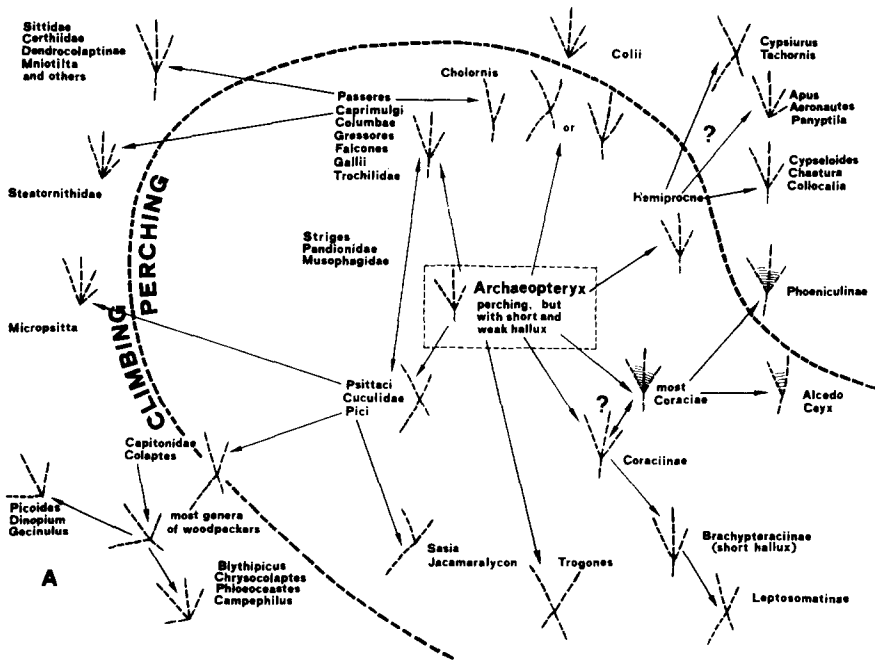 Sittidae
Certhiidae
Dendrocolaptinae
Mniotilta
and others
Cholornis
Colii
Cypsiurus
Tachornis
Passeres
Caprimulgi
Columbae
Gressores
Falcones
Gallii
Trochilidae
or
?
Apus
Aeronautes
Panyptila
Steatornithidae
Cypseloides
Chaetura
Collocalia
Hemiprocne
PERCHING
CLIMBING
Striges
Pandionidae
Musophagidae
Archaeopteryx
perching, but
with short and
weak hallux
Phoeniculinae
Micropsitta
Psittaci
Cuculidae
Pici
most
Coraciae
Alcedo
Ceyx
?
Coraciinae
Capitonidae
Colaptes
most genera
of woodpeckers
Picoides
Dinopium
Gecinulus
A
Blythipicus
Chrysocolaptes
Phloeoceastes
Campephilus
Sasia
Jacamaralycon
Trogones
Brachypteraciinae
(short hallux)
Leptosomatinae